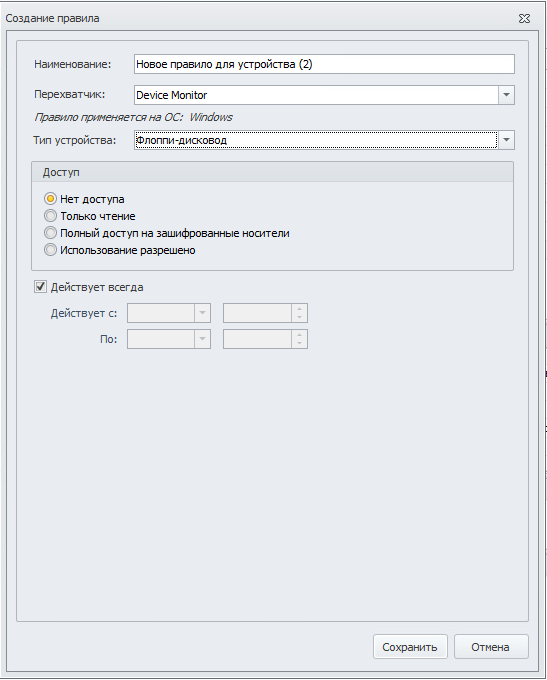 Создание правила
Наименование: Новое правило для устройства (2)
Перехватчик: Device Monitor
Правило применяется на ОС: Windows
Тип устройства: Флоппи-дисковод
Доступ
Нет доступа
Только чтение
Полный доступ на зашифрованные носители
Использование разрешено
Действует всегда
Действует с:
По:
Сохранить Отмена